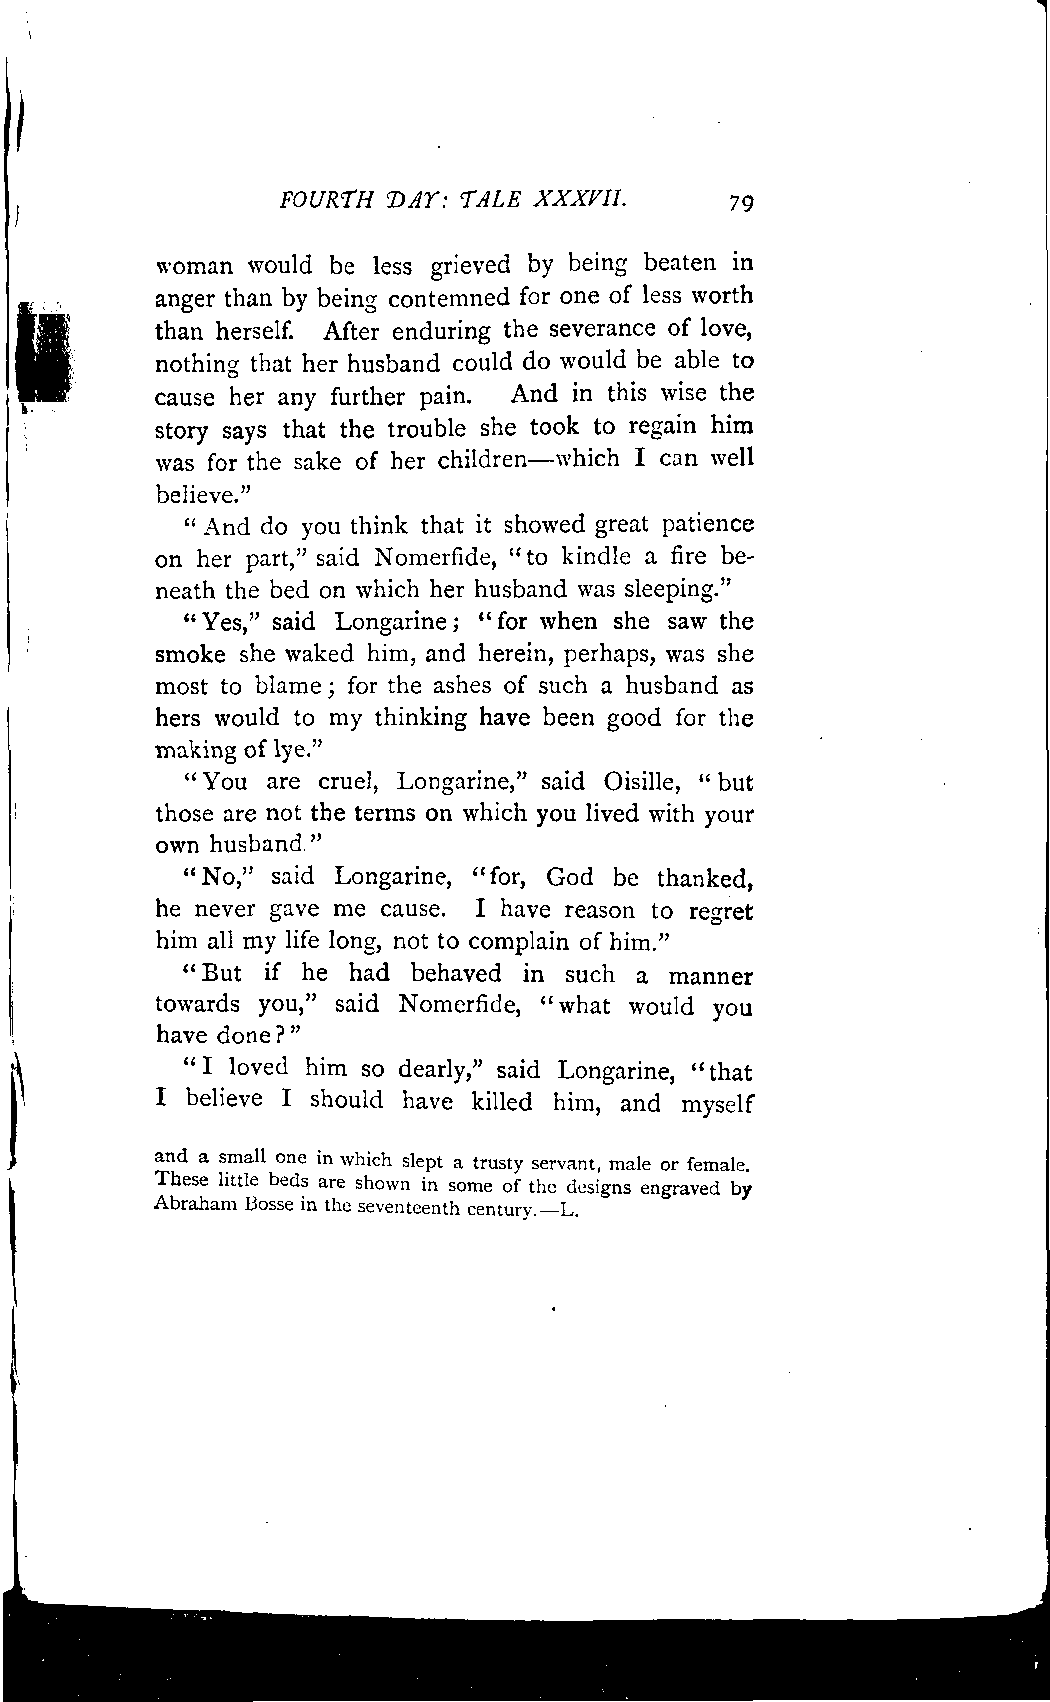 FOURTH DAY: TALE XXXVII. 79
woman would be less grieved by being beaten in
anger than by being contemned for one of less worth
than herself. After enduring the severance of love,
nothing that her husband could do would be able to
cause her any further pain. And in this wise the
story says that the trouble she took to regain him
was for the sake of her children—which I can well
believe.”
“And do you think that it showed great patience
on her part,” said Nomerfide, “to kindle a fire be-
neath the bed on which her husband was sleeping.”
“Yes,” said Longarine; “for when she saw the
smoke she waked him, and herein, perhaps, was she
most to blame; for the ashes of such a husband as
hers would to my thinking have been good for the
making of lye.”
“You are cruel, Longarine,” said Oisille, “but
those are not the terms on which you lived with your
own husband.”
“No,” said Longarine, “for, God be thanked,
he never gave me cause. I have reason to regret
him all my life long, not to complain of him.”
“But if he had behaved in such a manner
towards you,” said Nomerfide, “what would you
have done?”
“I loved him so dearly,” said Longarine, “that
I believe I should have killed him, and myself
and a small one in which slept a trusty servant, male or female.
These little beds are shown in some of the designs engraved by
Abraham Bosse in the seventeenth century.—L.